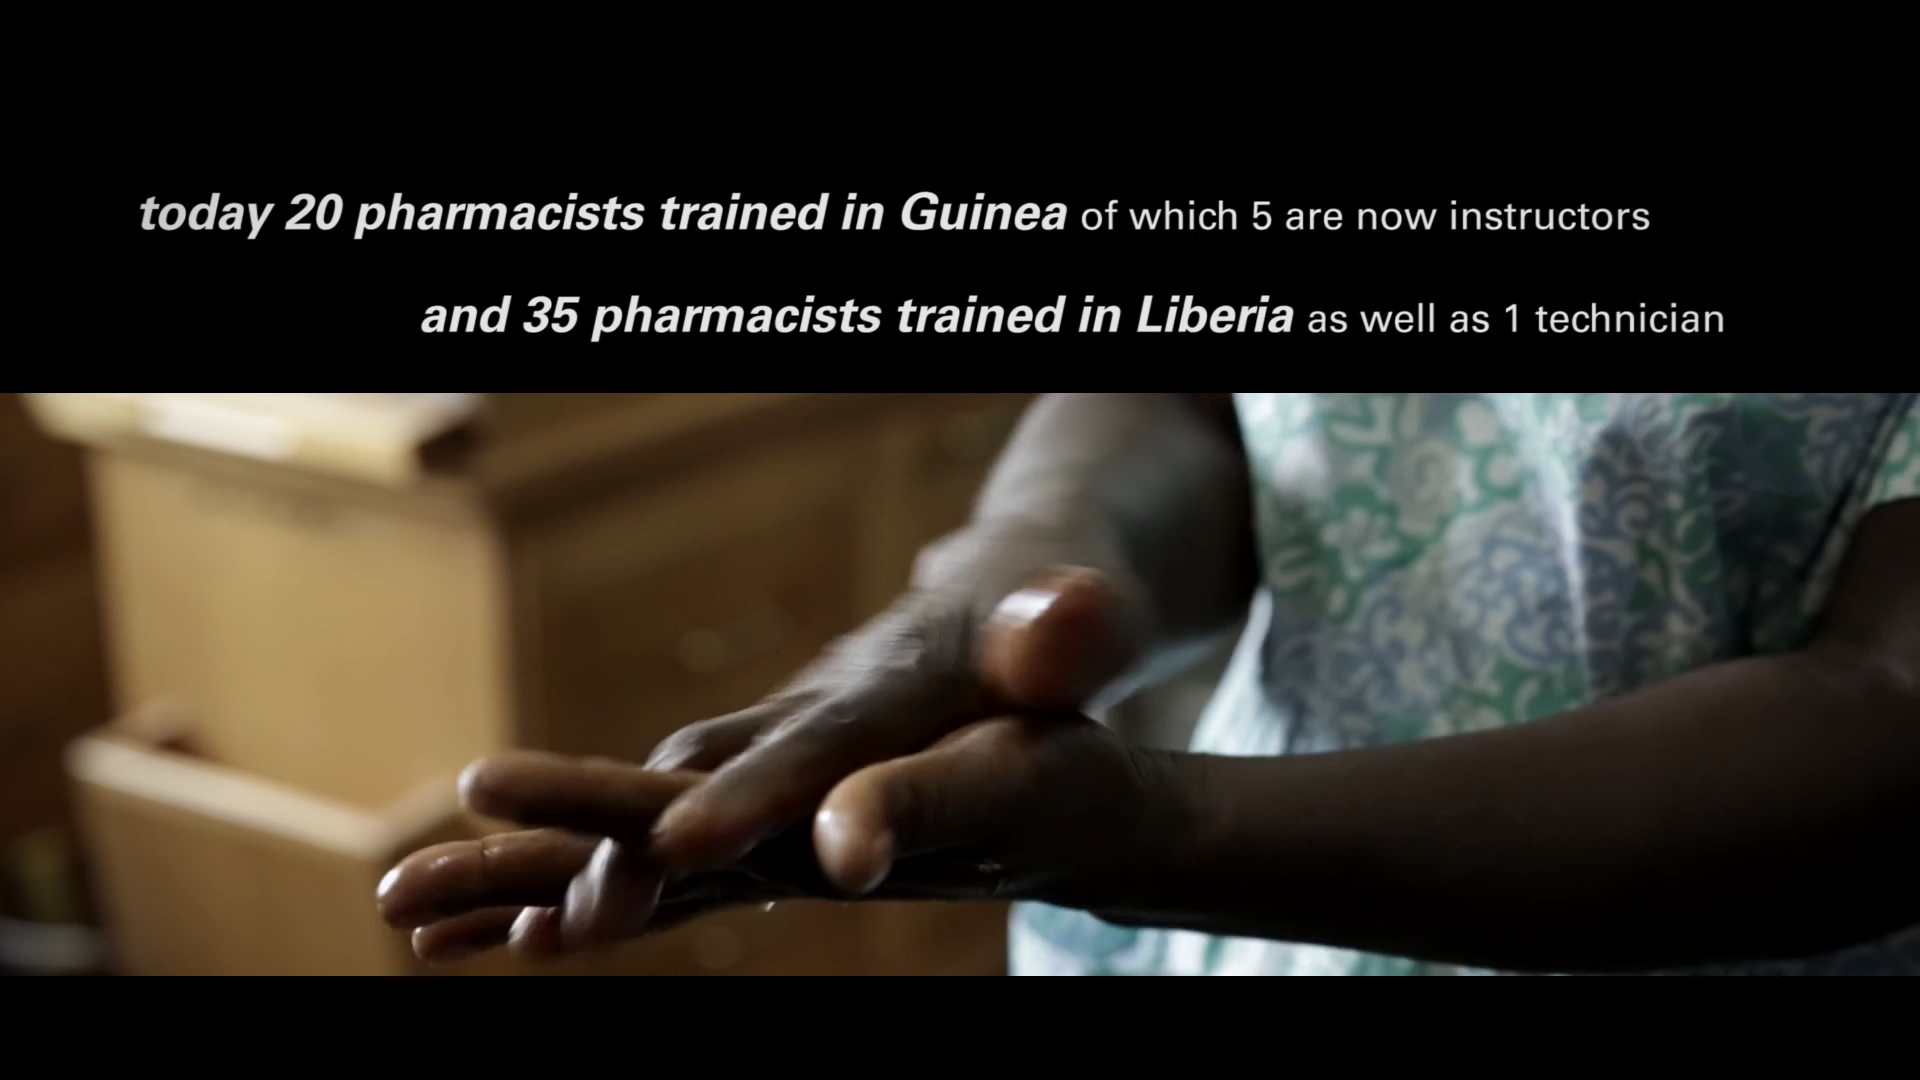 today 20 pharmacists trained in Guinea of which 5 are now instructors
and 35 pharmacists trained in Liberia as well as 1 technician